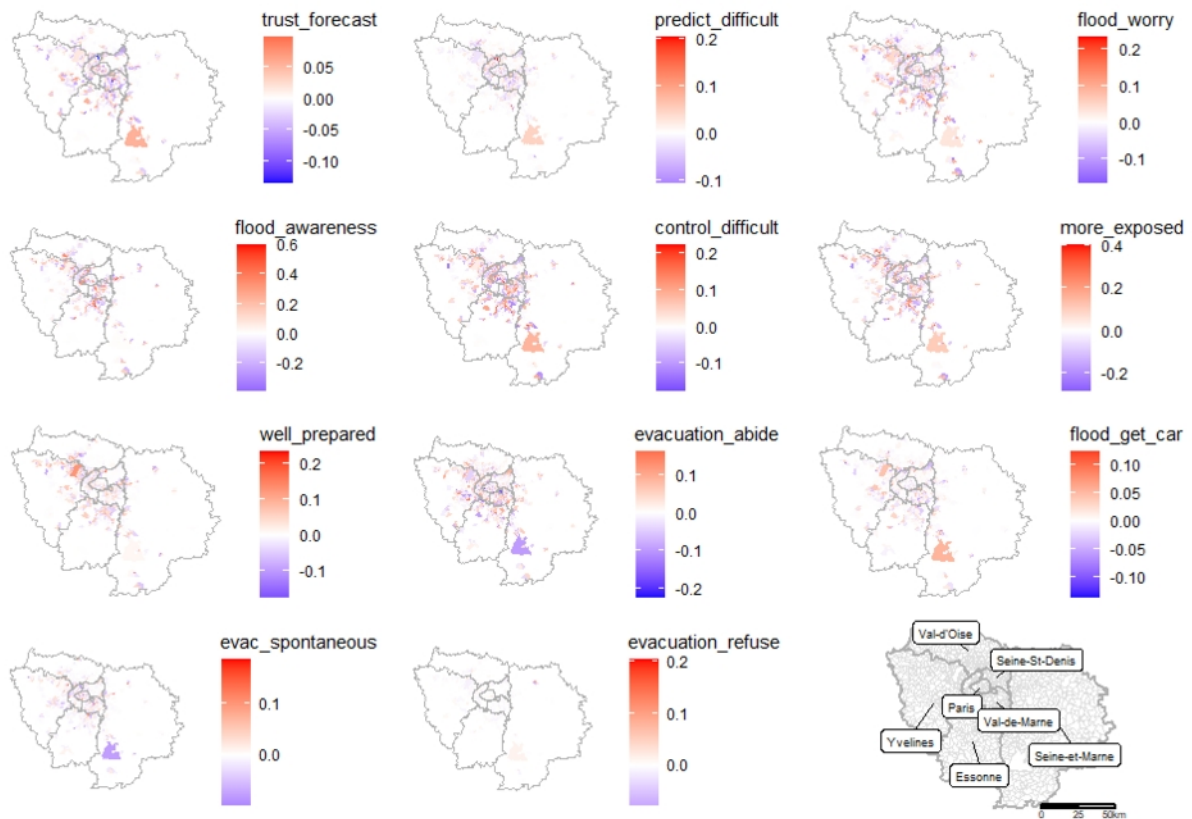 trust_forecast
0.05
0.00
-0.05
-0.10
predict_difficult
0.2
0.1
0.0
-0.1
flood_worry
0.2
0.1
0.0
-0.1
flood_awareness
0.6
0.4
0.2
0.0
-0.2
control_difficult
0.2
0.1
0.0
-0.1
more_exposed
0.4
0.2
0.0
-0.2
well_prepared
0.2
0.1
0.0
-0.1
evacuation_abide
0.1
0.0
-0.1
-0.2
flood_get_car
0.10
0.05
0.00
-0.05
-0.10
evac_spontaneous
0.1
0.0
evacuation_refuse
0.2
0.1
0.0
Val-d'Oise
Seine-St-Denis
Paris
Val-de-Marne
Yvelines
Seine-et-Marne
Essonne
0 25 50km